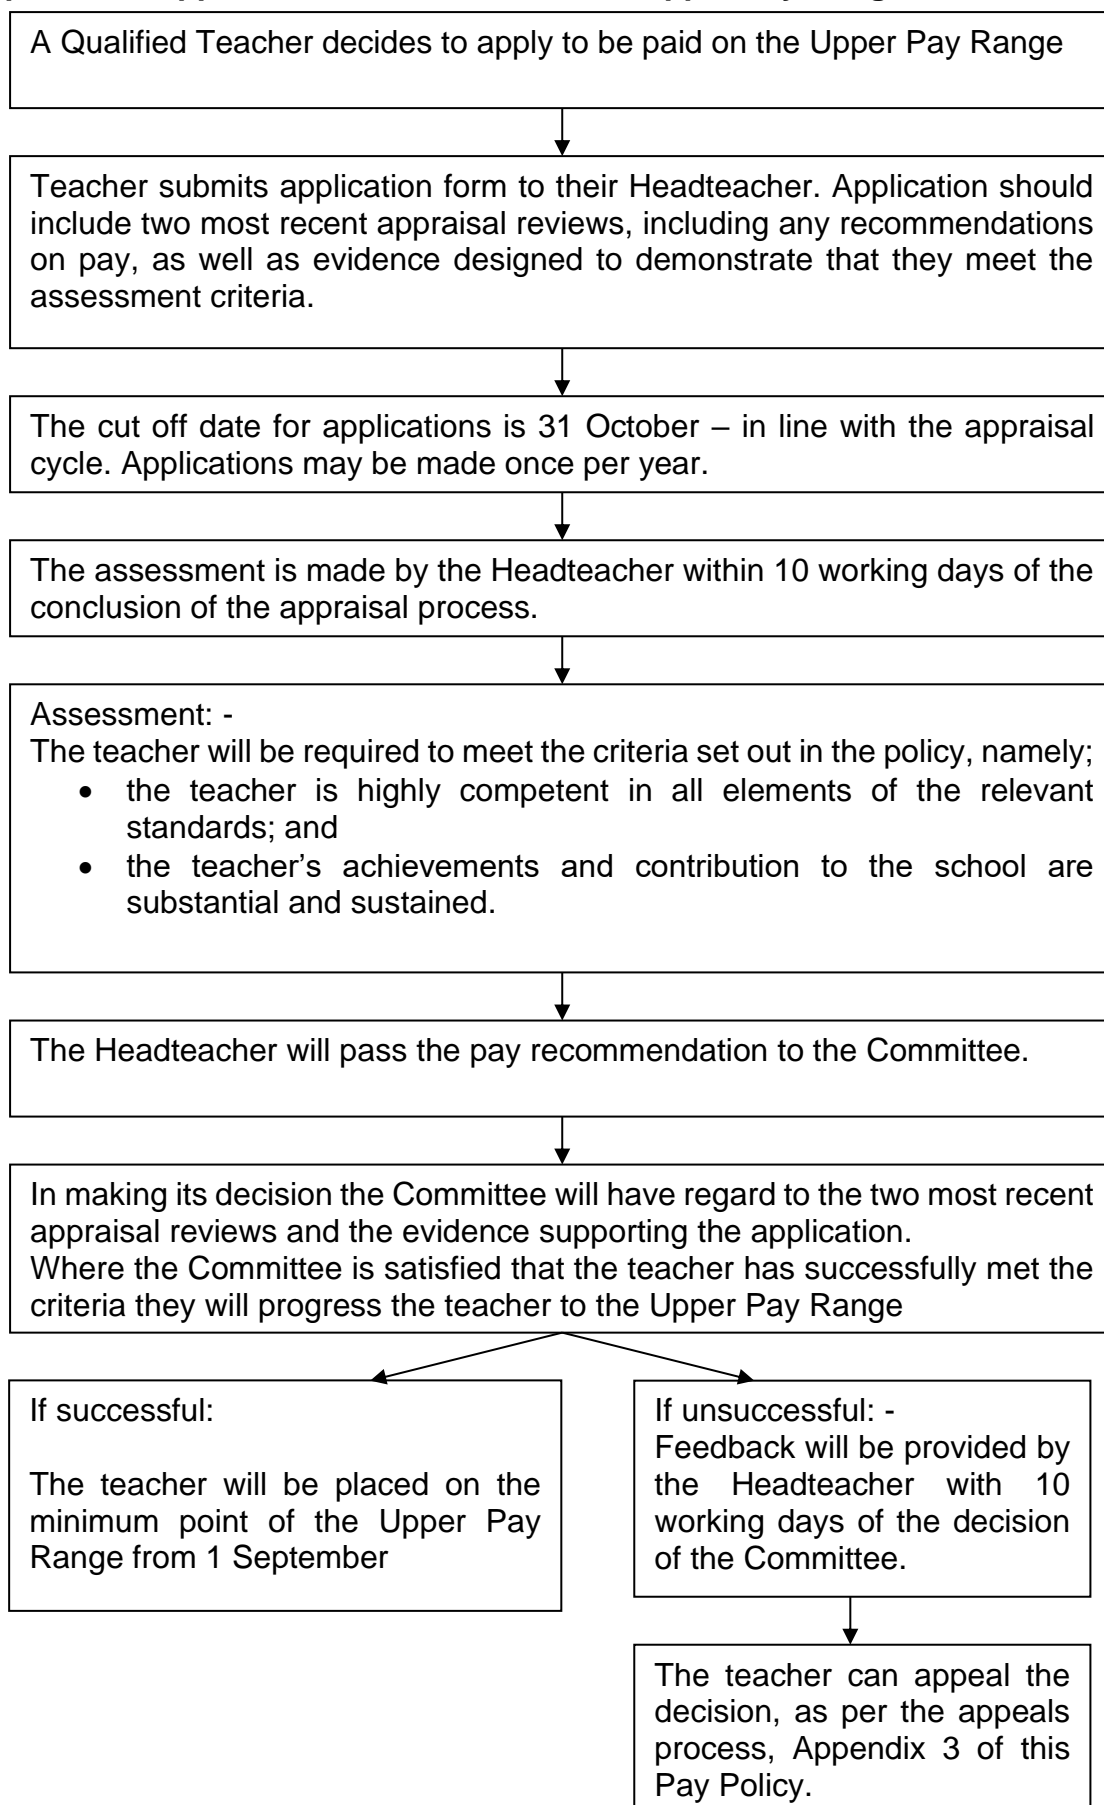 A Qualified Teacher decides to apply to be paid on the Upper Pay Range
Teacher submits application form to their Headteacher. Application should
include two most recent appraisal reviews, including any recommendations
on pay, as well as evidence designed to demonstrate that they meet the
assessment criteria.
The cut off date for applications is 31 October – in line with the appraisal
cycle. Applications may be made once per year.
The assessment is made by the Headteacher within 10 working days of the
conclusion of the appraisal process.
Assessment: -
The teacher will be required to meet the criteria set out in the policy, namely;
• the teacher is highly competent in all elements of the relevant
standards; and
• the teacher’s achievements and contribution to the school are
substantial and sustained.
The Headteacher will pass the pay recommendation to the Committee.
In making its decision the Committee will have regard to the two most recent
appraisal reviews and the evidence supporting the application.
Where the Committee is satisfied that the teacher has successfully met the
criteria they will progress the teacher to the Upper Pay Range
If successful:
The teacher will be placed on the
minimum point of the Upper Pay
Range from 1 September
If unsuccessful: -
Feedback will be provided by
the Headteacher with 10
working days of the decision
of the Committee.
The teacher can appeal the
decision, as per the appeals
process, Appendix 3 of this
Pay Policy.